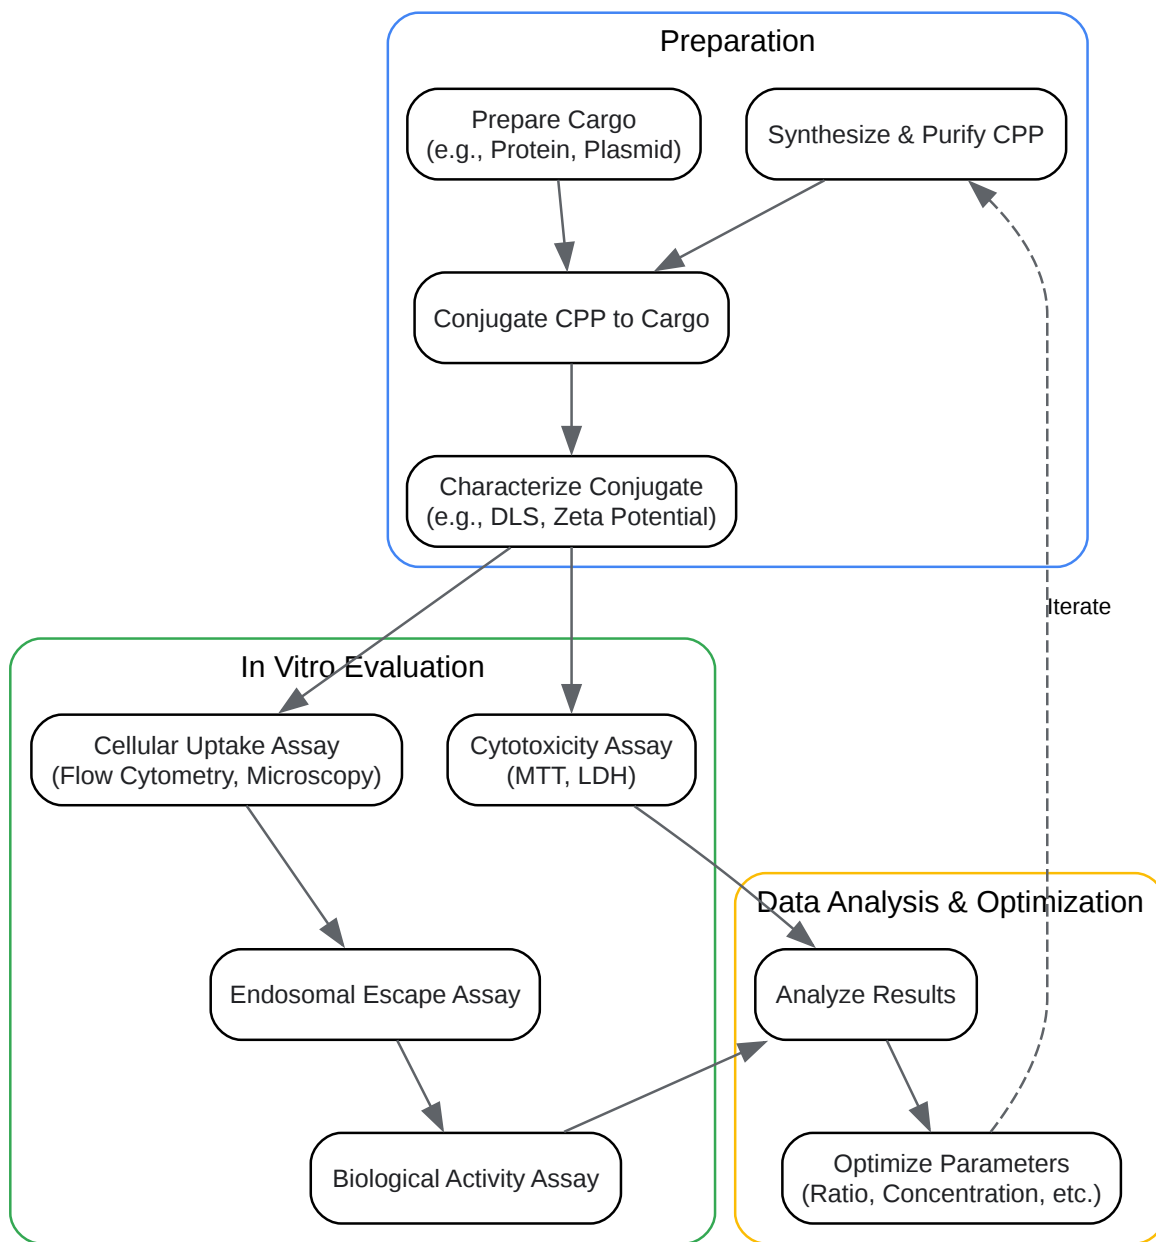 Preparation
Prepare Cargo
(e.g., Protein, Plasmid)
Synthesize & Purify CPP
Conjugate CPP to Cargo
Characterize Conjugate
(e.g., DLS, Zeta Potential)
Iterate
In Vitro Evaluation
Cellular Uptake Assay
(Flow Cytometry, Microscopy)
Cytotoxicity Assay
(MTT, LDH)
Data Analysis & Optimization
Endosomal Escape Assay
Analyze Results
Biological Activity Assay
Optimize Parameters
(Ratio, Concentration, etc.)